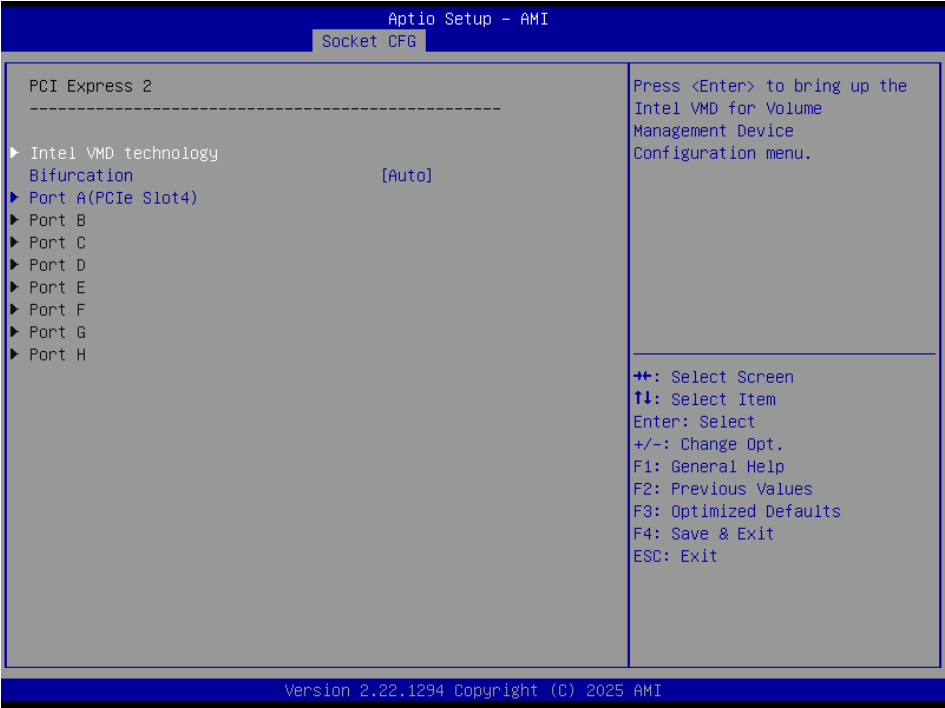 Aptio Setup – AMI
Socket CFG
PCI Express 2
--------------------------------------------------
Intel VMD technology
Bifurcation [Auto]
Port A(PCIe Slot4)
Port B
Port C
Port D
Port E
Port F
Port G
Port H
Press <Enter> to bring up the
Intel VMD for Volume
Management Device
Configuration menu.
→←: Select Screen
↑↓: Select Item
Enter: Select
+/-: Change Opt.
F1: General Help
F2: Previous Values
F3: Optimized Defaults
F4: Save & Exit
ESC: Exit
Version 2.22.1294 Copyright (C) 2025 AMI